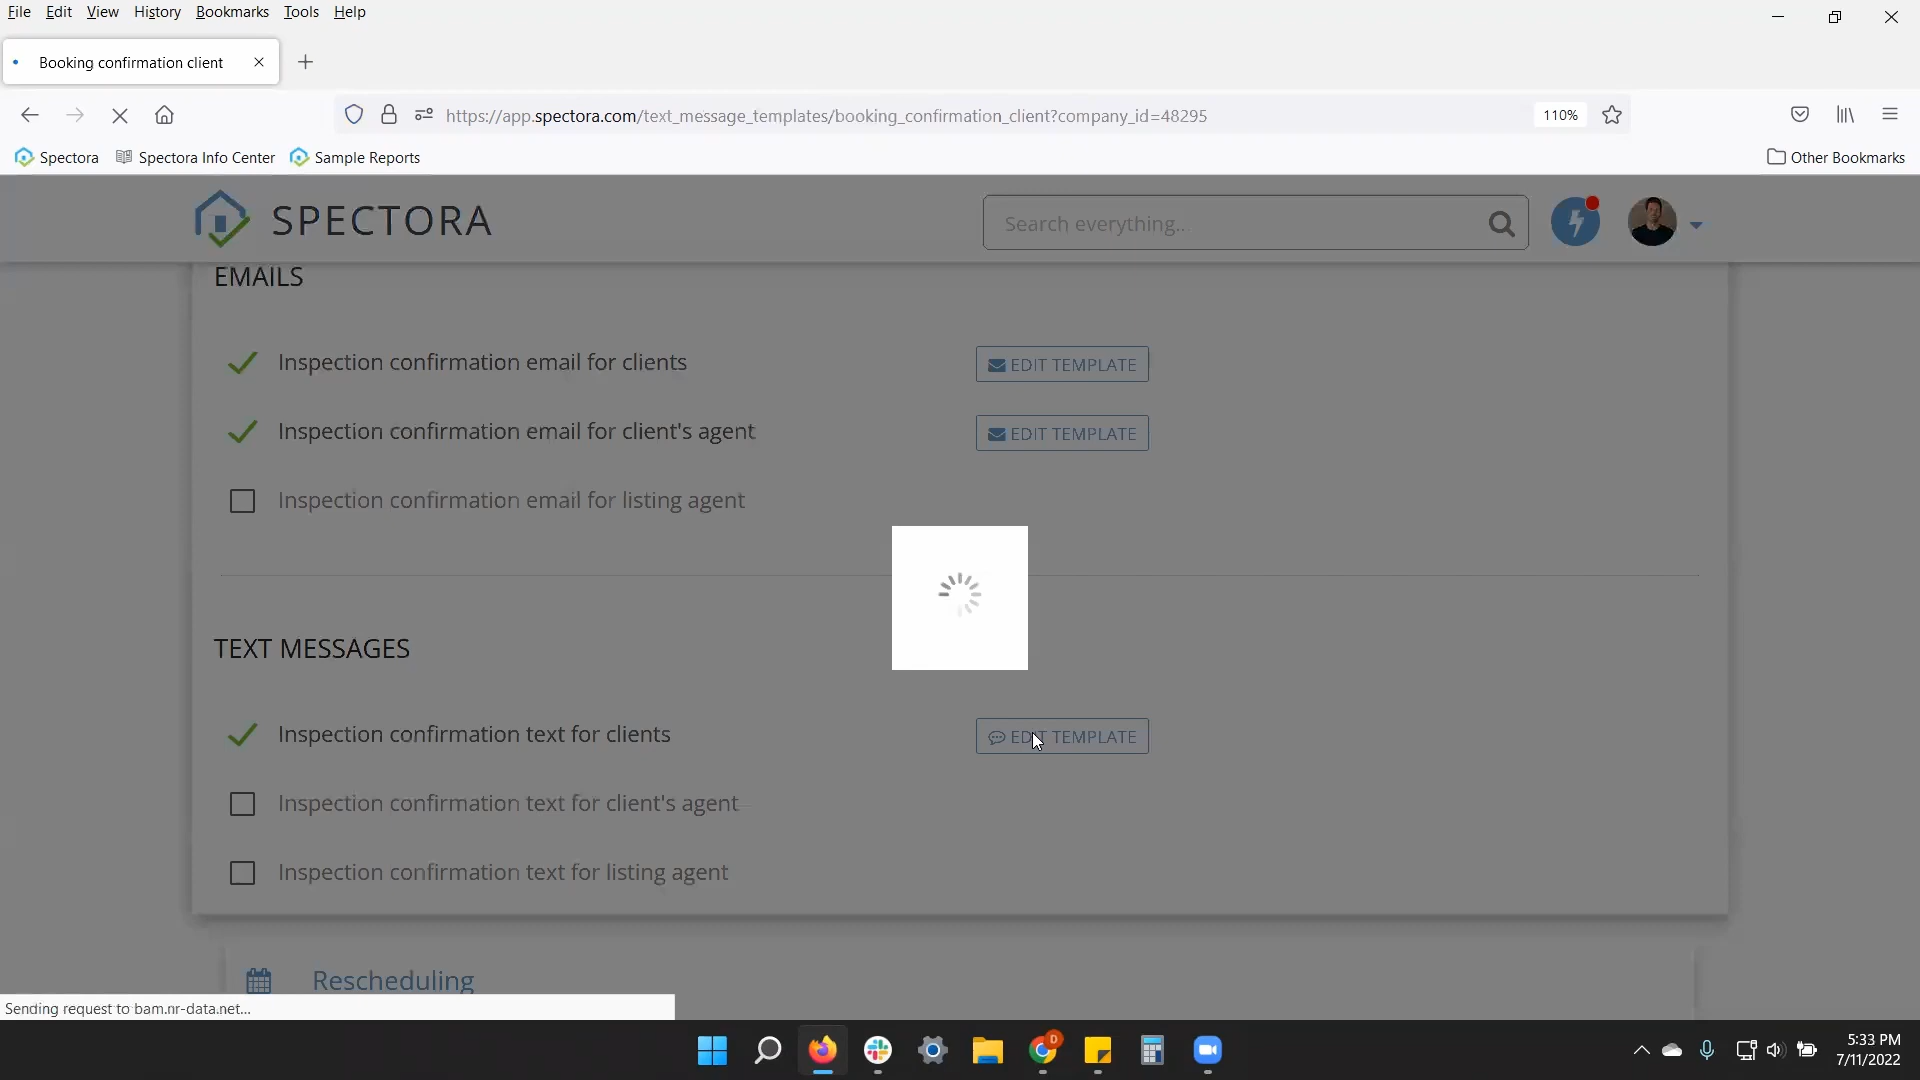 File Edit View History Bookmarks Tools Help
Booking confirmation client
https://app.spectora.com/text_message_templates/booking_confirmation_client?company_id=48295
110%
Spectora
Spectora Info Center
Sample Reports
Other Bookmarks
SPECTORA
Search everything...
EMAILS
Inspection confirmation email for clients
EDIT TEMPLATE
Inspection confirmation email for client's agent
EDIT TEMPLATE
Inspection confirmation email for listing agent
TEXT MESSAGES
Inspection confirmation text for clients
EDIT TEMPLATE
Inspection confirmation text for client's agent
Inspection confirmation text for listing agent
Rescheduling
Sending request to bam.nr-data.net...
D
5:33 PM
7/11/2022